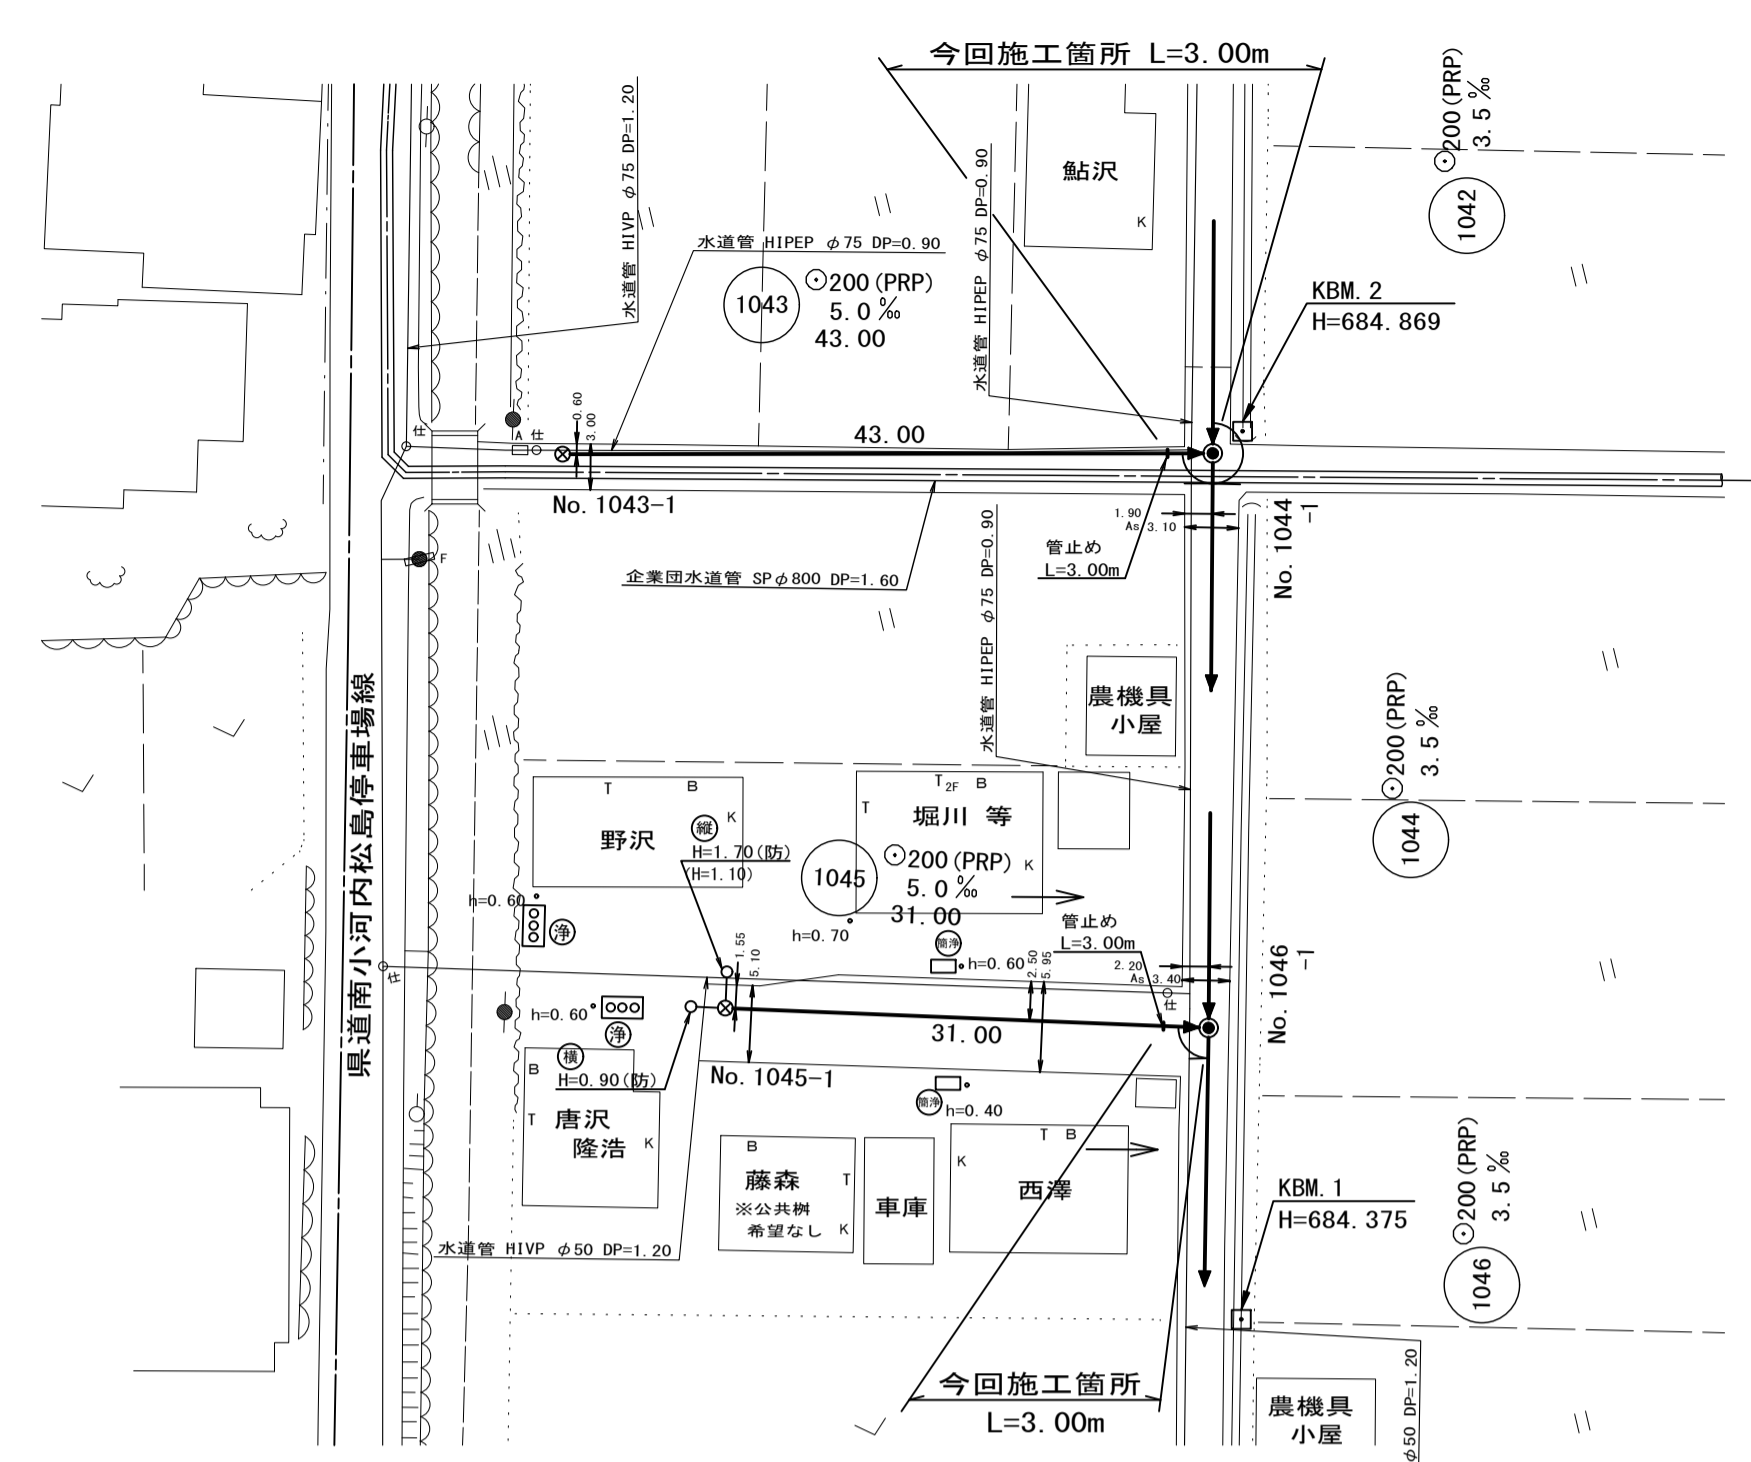 今回施工箇所 L=3.00m
200(PRP)
3.5‰
1042
水道管 HIVP φ75 DP=1.20
水道管 HIPEP φ75 DP=0.90
鮎沢
K
水道管 HIPEP φ75 DP=0.90
1043
200(PRP)
5.0‰
43.00
KBM.2
H=684.869
仕
A 仕
0.60
3.00
43.00
No.1043-1
1.90
As 3.10
No.1044
-1
管止め
L=3.00m
F
企業団水道管 SPφ800 DP=1.60
水道管 HIPEP φ75 DP=0.90
県道南小河内松島停車場線
農機具
小屋
200(PRP)
3.5‰
1044
T B
K
野沢
縦
H=1.70(防)
(H=1.10)
T 2F B
T
堀川 等
K
1045
200(PRP)
5.0‰
31.00
h=0.60
浄
h=0.70
簡浄
h=0.60
管止め
L=3.00m
2.20
As 3.40
仕
仕
1.55
5.10
2.50
5.95
No.1046
-1
h=0.60
浄
31.00
No.1045-1
横
H=0.90(防)
B
T
K
唐沢
隆浩
簡浄
h=0.40
B
T
K
藤森
※公共桝
希望なし
車庫
T B
K
西澤
200(PRP)
3.5‰
1046
KBM.1
H=684.375
水道管 HIVP φ50 DP=1.20
今回施工箇所
L=3.00m
農機具
小屋
φ50 DP=1.20